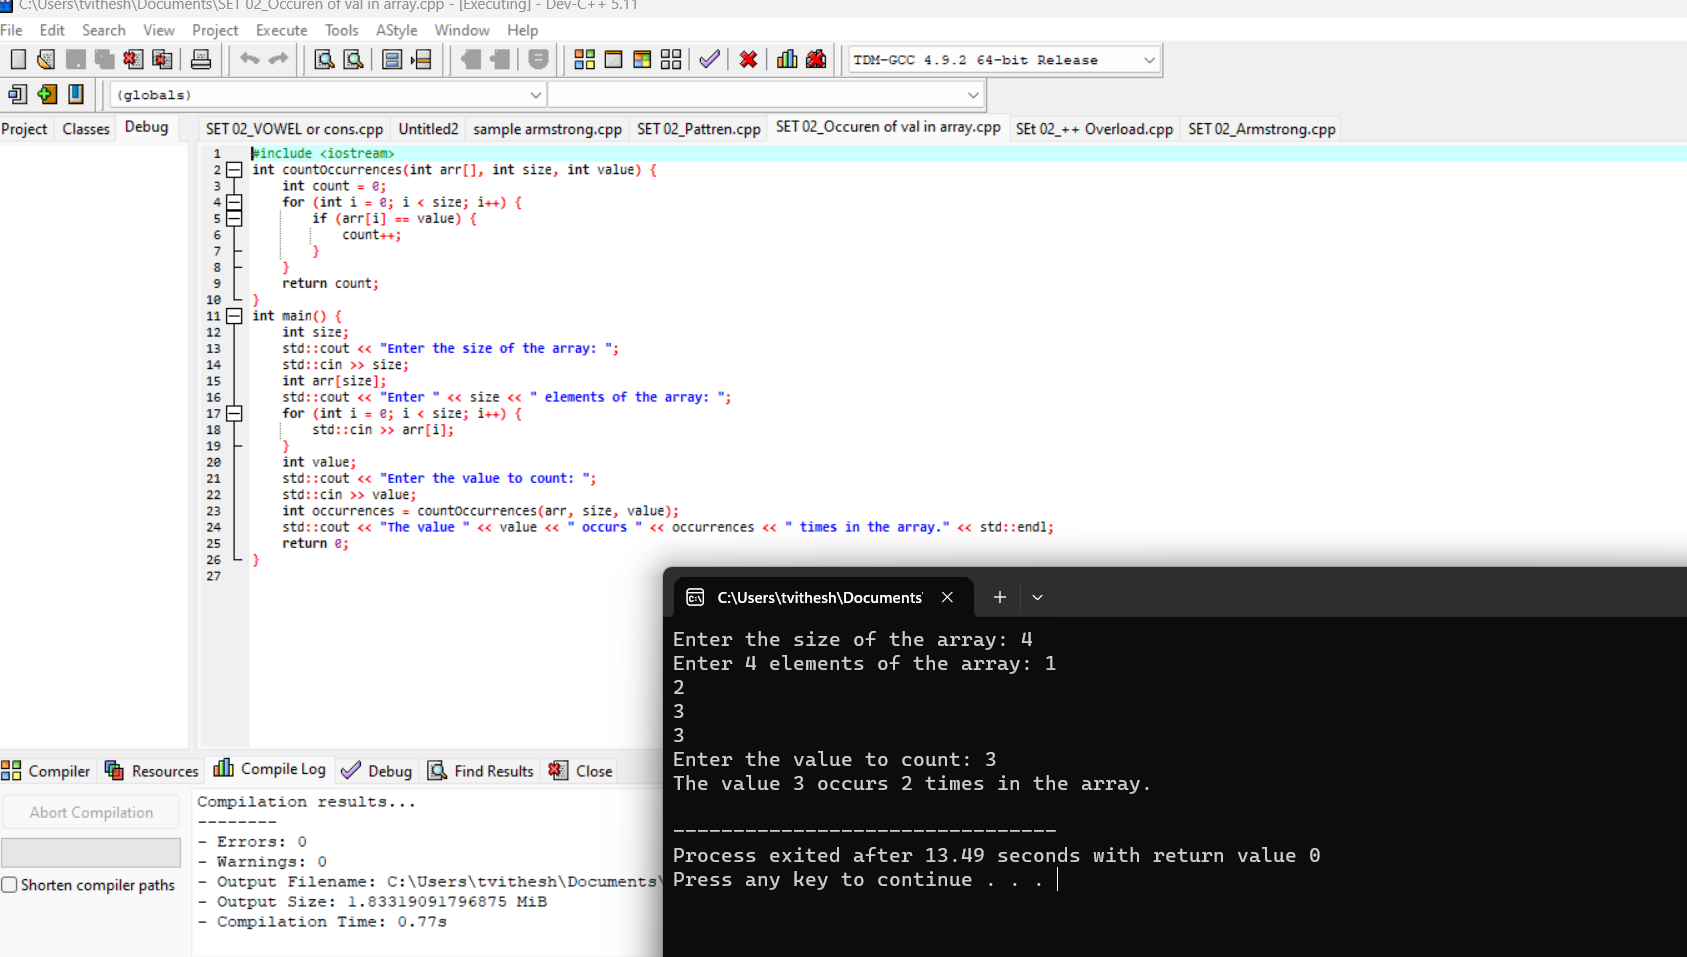 C:\Users\tvithesh\Documents\SET 02_Occuren of val in array.cpp - [Executing] - Dev-C++ 5.11
File Edit Search View Project Execute Tools AStyle Window Help
TDM-GCC 4.9.2 64-bit Release
(globals)
Project Classes Debug SET 02_VOWEL or cons.cpp Untitled2 sample armstrong.cpp SET 02_Pattren.cpp SET 02_Occuren of val in array.cpp SEt 02_++ Overload.cpp SET 02_Armstrong.cpp
1 #include <iostream>
2 int countOccurrences(int arr[], int size, int value) {
3 int count = 0;
4 for (int i = 0; i < size; i++) {
5 if (arr[i] == value) {
6 count++;
7 }
8 }
9 return count;
10 }
11 int main() {
12 int size;
13 std::cout << "Enter the size of the array: ";
14 std::cin >> size;
15 int arr[size];
16 std::cout << "Enter " << size << " elements of the array: ";
17 for (int i = 0; i < size; i++) {
18 std::cin >> arr[i];
19 }
20 int value;
21 std::cout << "Enter the value to count: ";
22 std::cin >> value;
23 int occurrences = countOccurrences(arr, size, value);
24 std::cout << "The value " << value << " occurs " << occurrences << " times in the array." << std::endl;
25 return 0;
26 }
27
C:\Users\tvithesh\Documents\
Enter the size of the array: 4
Enter 4 elements of the array: 1
2
3
3
Enter the value to count: 3
The value 3 occurs 2 times in the array.
--------------------------------
Process exited after 13.49 seconds with return value 0
Press any key to continue . . .
Compiler Resources Compile Log Debug Find Results Close
Abort Compilation
Shorten compiler paths
Compilation results...
--------
- Errors: 0
- Warnings: 0
- Output Filename: C:\Users\tvithesh\Documents\
- Output Size: 1.83319091796875 MiB
- Compilation Time: 0.77s